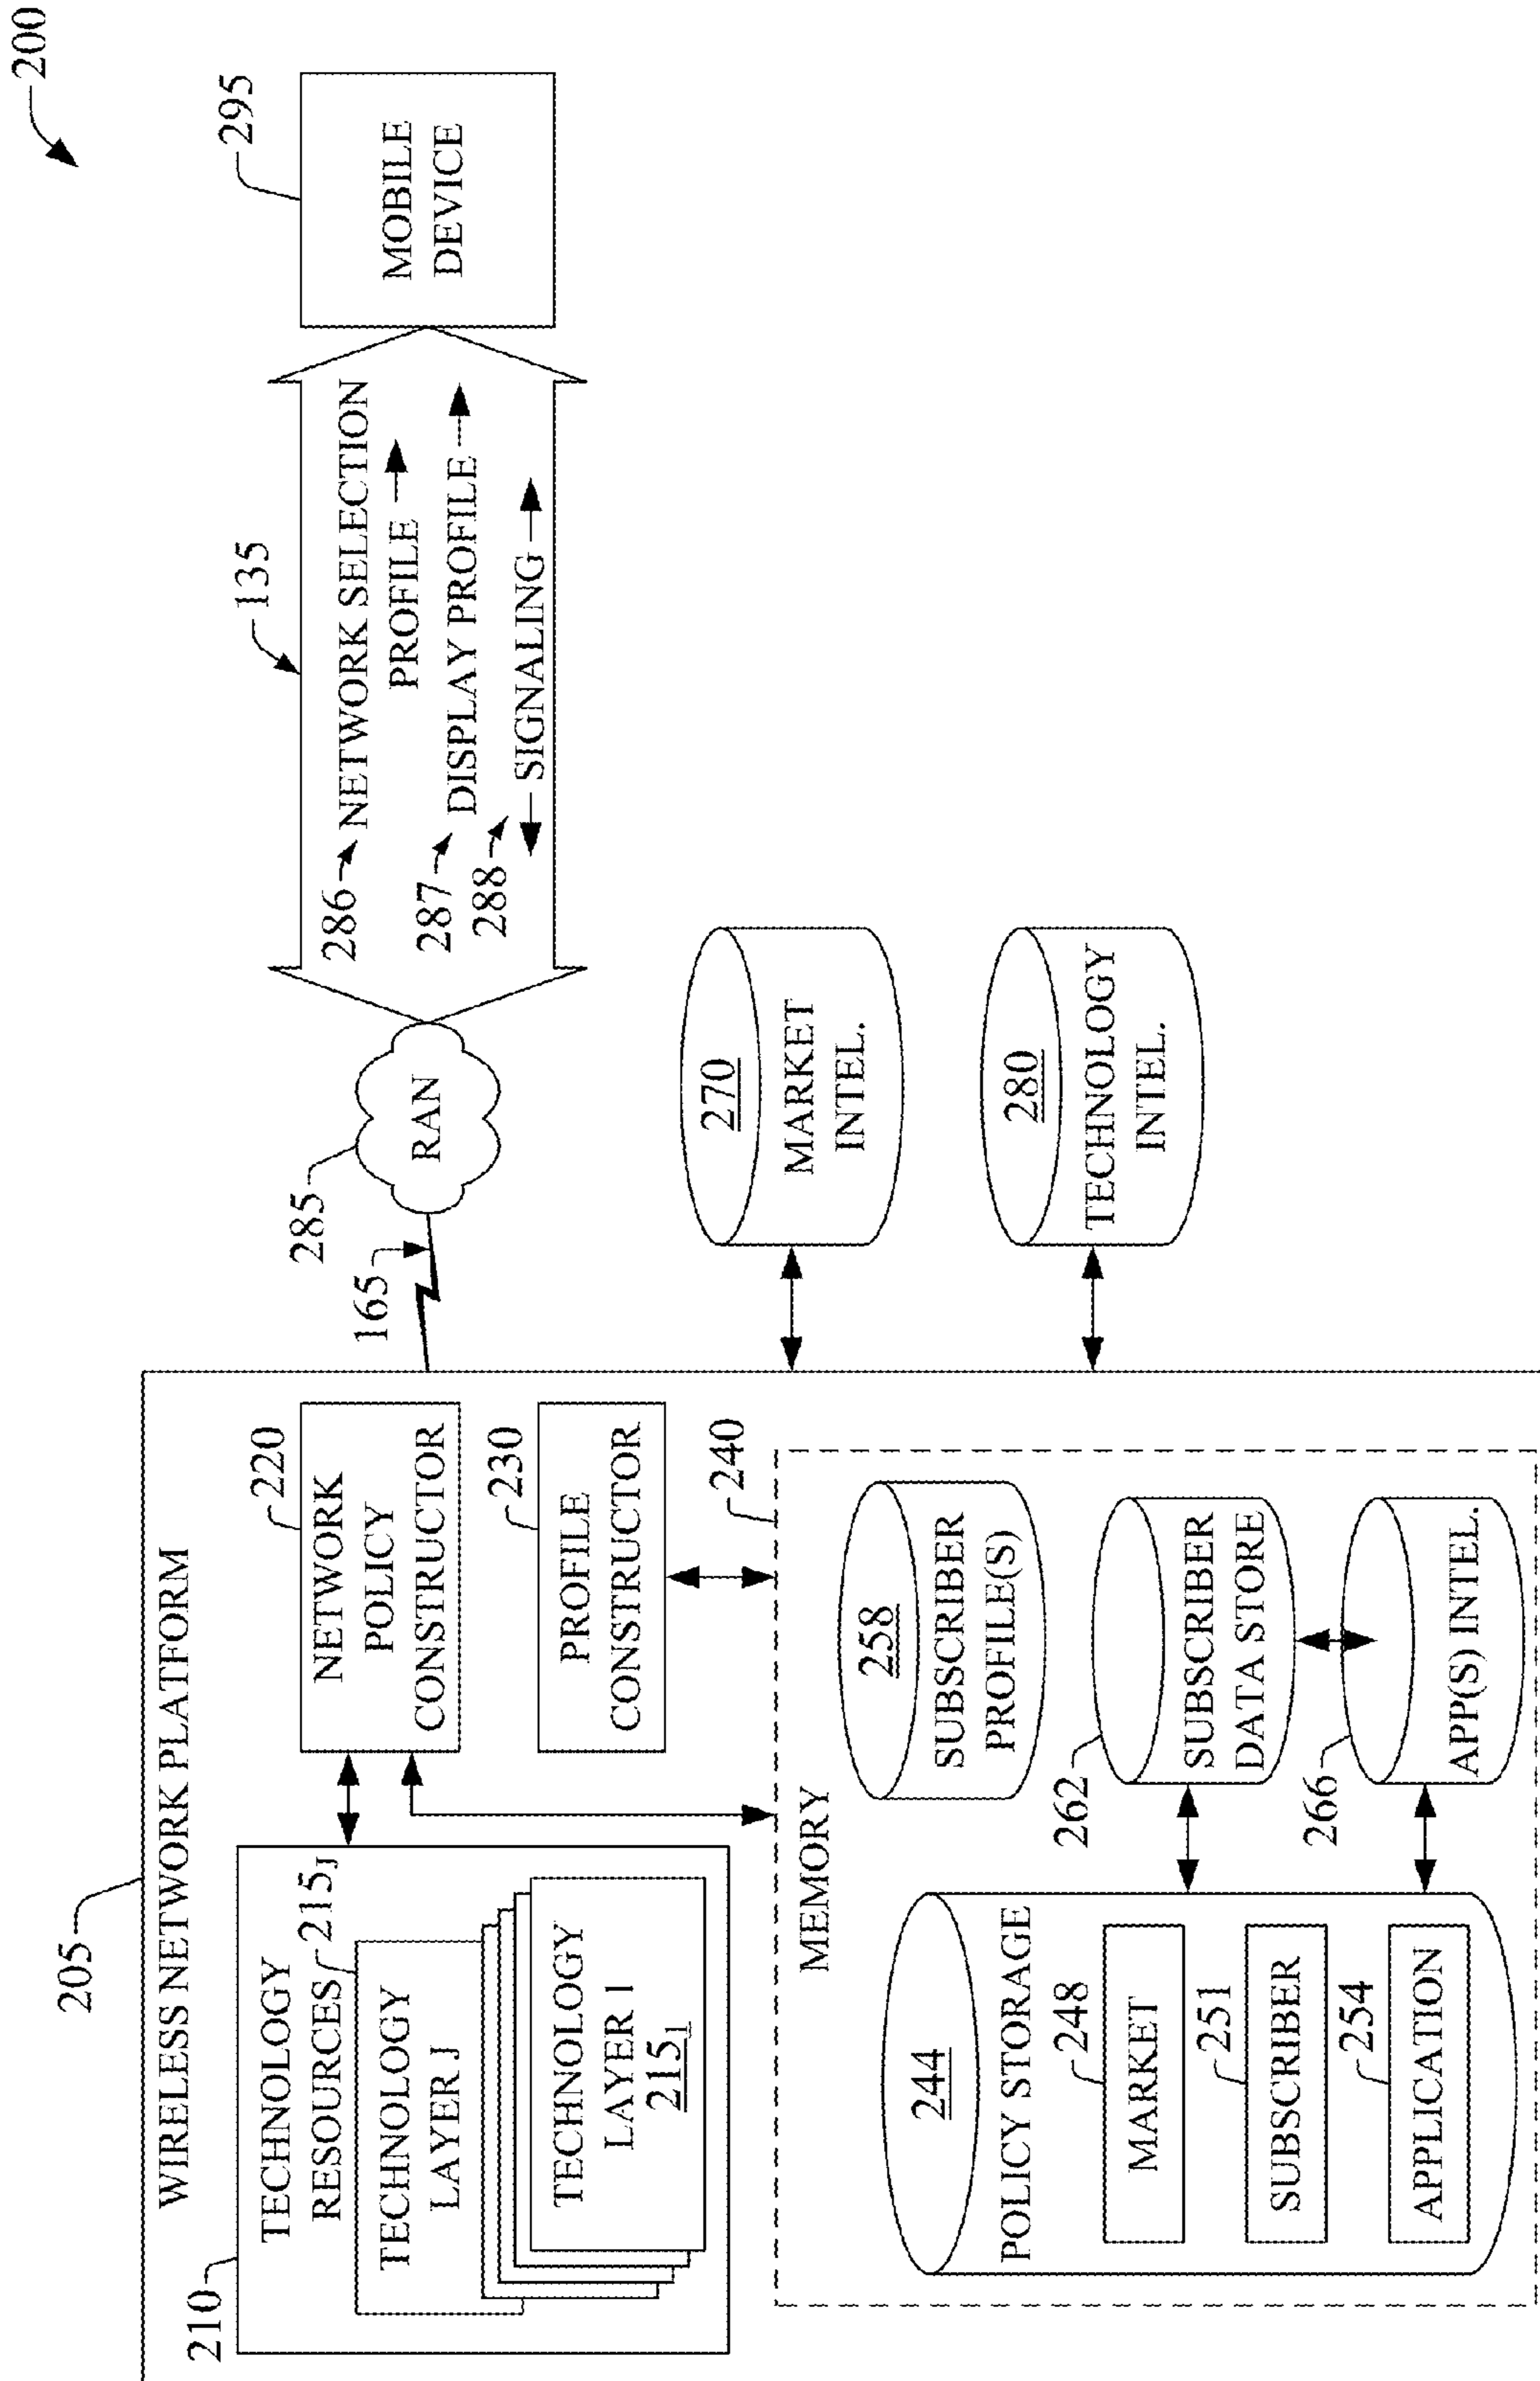 200
205
WIRELESS NETWORK PLATFORM
210
TECHNOLOGY
RESOURCES
215J
TECHNOLOGY
LAYER J
TECHNOLOGY
LAYER 1
2151
220
NETWORK
POLICY
CONSTRUCTOR
230
PROFILE
CONSTRUCTOR
240
MEMORY
244
POLICY STORAGE
248
MARKET
251
SUBSCRIBER
254
APPLICATION
258
SUBSCRIBER
PROFILE(S)
262
SUBSCRIBER
DATA STORE
266
APP(S) INTEL.
165
285
RAN
270
MARKET
INTEL.
280
TECHNOLOGY
INTEL.
135
286
NETWORK SELECTION
PROFILE
287
DISPLAY PROFILE
288
SIGNALING
295
MOBILE
DEVICE